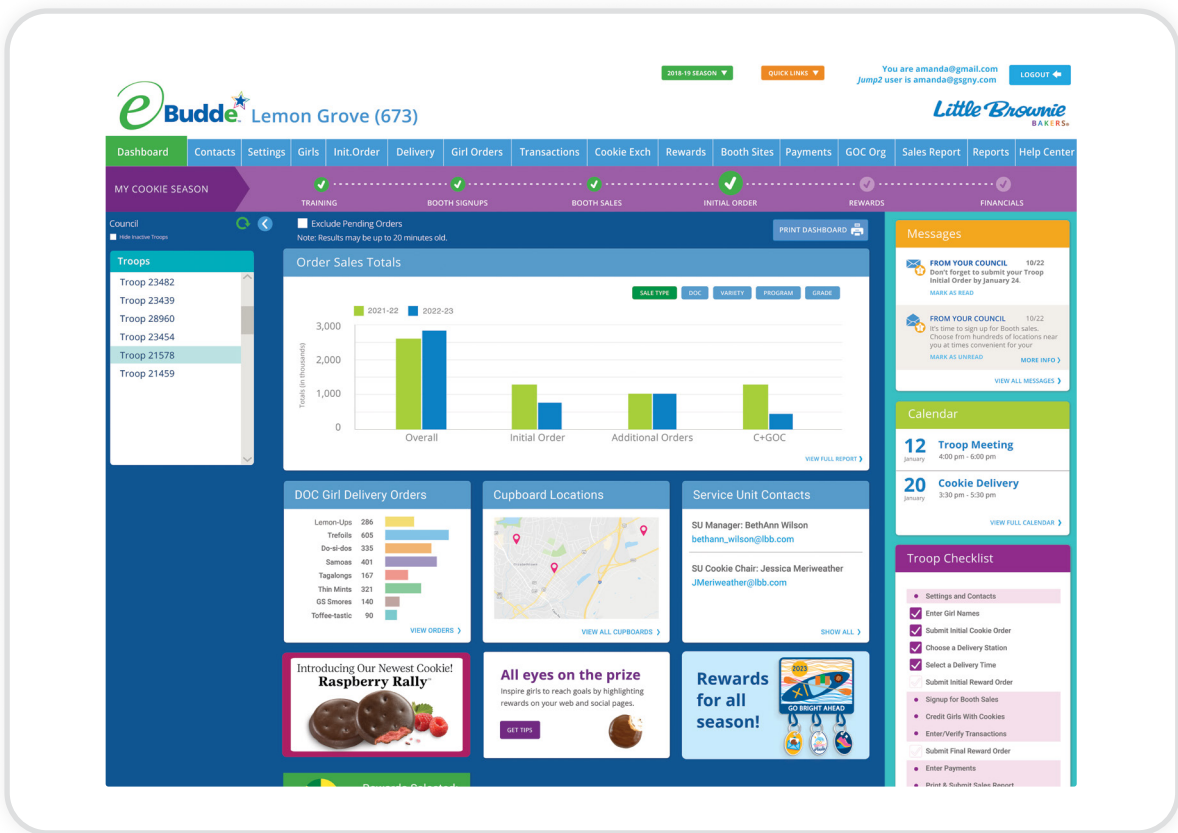 2018-19 SEASON
QUICK LINKS
You are amanda@gmail.com
Jump2 user is amanda@gsgny.com
LOGOUT
eBudde™ Lemon Grove (673)
Little Brownie
BAKERS®
Dashboard Contacts Settings Girls Init.Order Delivery Girl Orders Transactions Cookie Exch Rewards Booth Sites Payments GOC Org Sales Report Reports Help Center
MY COOKIE SEASON
TRAINING BOOTH SIGNUPS BOOTH SALES INITIAL ORDER REWARDS FINANCIALS
Council
Hide Inactive Troops
Troops
Troop 23482
Troop 23439
Troop 28960
Troop 23454
Troop 21578
Troop 21459
Exclude Pending Orders
Note: Results may be up to 20 minutes old.
PRINT DASHBOARD
Order Sales Totals
SALE TYPE DOC VARIETY PROGRAM GRADE
2021-22 2022-23
Totals (in thousands)
3,000
2,000
1,000
0
Overall Initial Order Additional Orders C+GOC
VIEW FULL REPORT
DOC Girl Delivery Orders
Lemon-Ups 286
Trefoils 605
Do-si-dos 335
Samoas 401
Tagalongs 167
Thin Mints 321
GS Smores 140
Toffee-tastic 90
VIEW ORDERS
Cupboard Locations
VIEW ALL CUPBOARDS
Service Unit Contacts
SU Manager: BethAnn Wilson
bethann_wilson@lbb.com
SU Cookie Chair: Jessica Meriweather
JMeriweather@lbb.com
SHOW ALL
Introducing Our Newest Cookie!
Raspberry Rally™
All eyes on the prize
Inspire girls to reach goals by highlighting
rewards on your web and social pages.
GET TIPS
Rewards
for all
season!
2023
GO BRIGHT AHEAD
Rewards Selected
Messages
FROM YOUR COUNCIL 10/22
Don't forget to submit your Troop
Initial Order by January 24.
MARK AS READ
FROM YOUR COUNCIL 10/22
It's time to sign up for Booth sales.
Choose from hundreds of locations near
you at times convenient for your
MARK AS UNREAD MORE INFO
VIEW ALL MESSAGES
Calendar
12 Troop Meeting
January 4:00 pm - 6:00 pm
20 Cookie Delivery
January 3:30 pm - 5:30 pm
VIEW FULL CALENDAR
Troop Checklist
Settings and Contacts
Enter Girl Names
Submit Initial Cookie Order
Choose a Delivery Station
Select a Delivery Time
Submit Initial Reward Order
Signup for Booth Sales
Credit Girls With Cookies
Enter/Verify Transactions
Submit Final Reward Order
Enter Payments
Print & Submit Sales Report